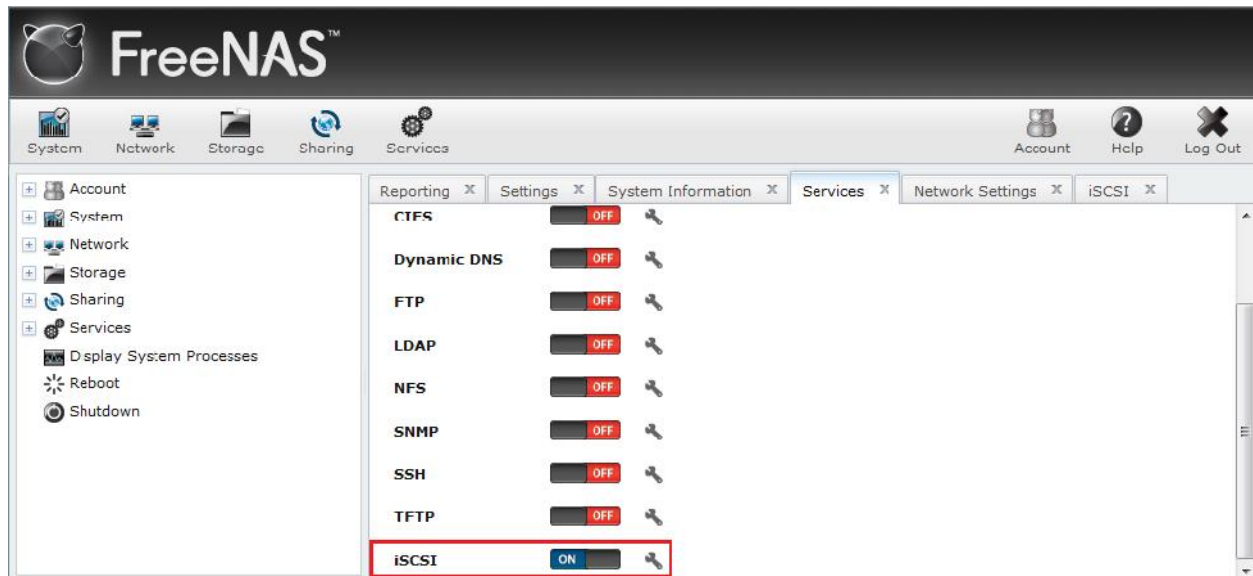 FreeNAS™
System Network Storage Sharing Services Account Help Log Out
Account
System
Network
Storage
Sharing
Services
Display System Processes
Reboot
Shutdown
Reporting X Settings X System Information X Services X Network Settings X iSCSI X
CIFS OFF
Dynamic DNS OFF
FTP OFF
LDAP OFF
NFS OFF
SNMP OFF
SSH OFF
TFTP OFF
iSCSI ON